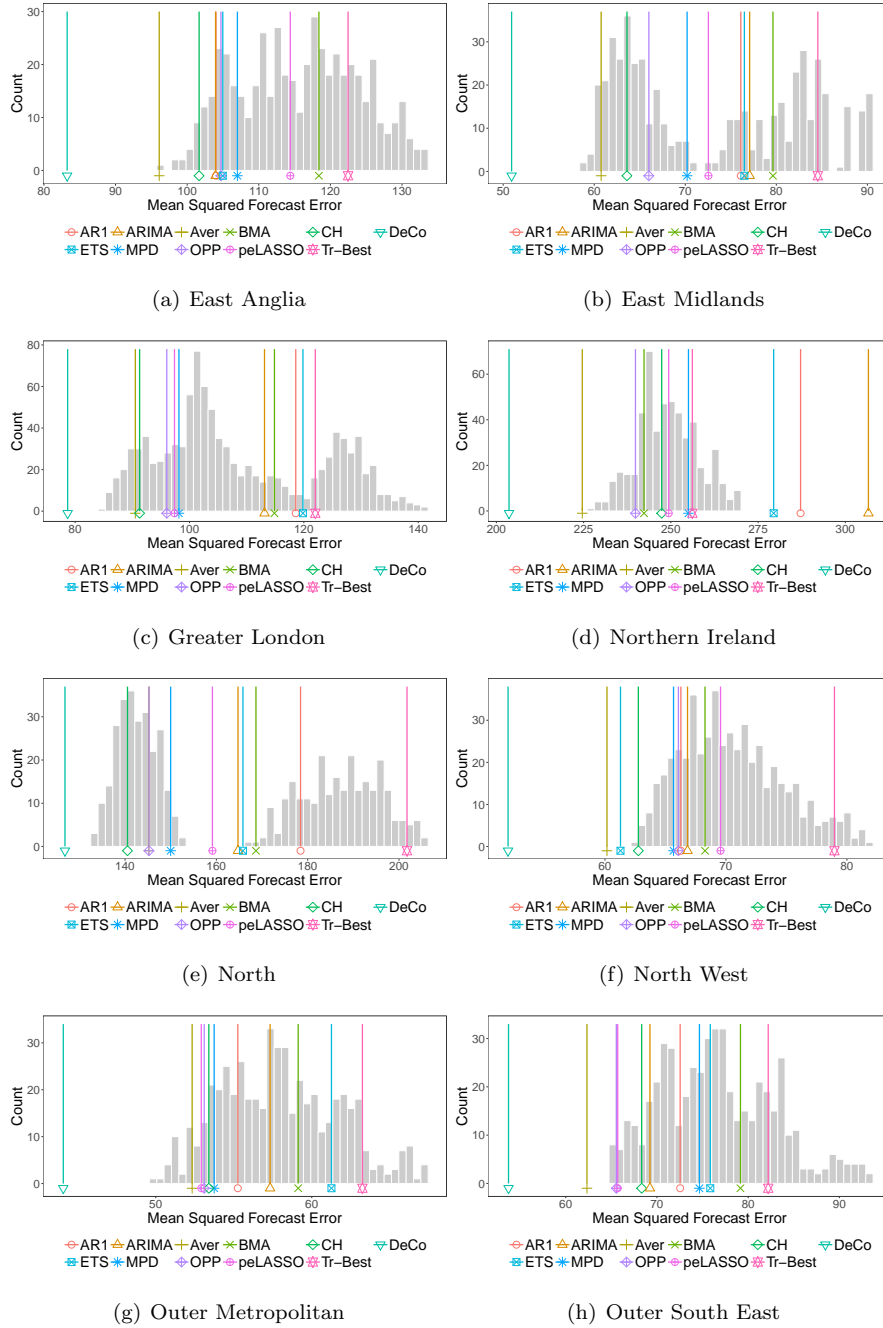 30
20
10
0
Count
80 90 100 110 120 130
Mean Squared Forecast Error
AR1 ARIMA Aver BMA CH DeCo
ETS MPD OPP peLASSO Tr−Best
(a) East Anglia
30
20
10
0
Count
50 60 70 80 90
Mean Squared Forecast Error
AR1 ARIMA Aver BMA CH DeCo
ETS MPD OPP peLASSO Tr−Best
(b) East Midlands
80
60
40
20
0
Count
80 100 120 140
Mean Squared Forecast Error
AR1 ARIMA Aver BMA CH DeCo
ETS MPD OPP peLASSO Tr−Best
(c) Greater London
60
40
20
0
Count
200 225 250 275 300
Mean Squared Forecast Error
AR1 ARIMA Aver BMA CH DeCo
ETS MPD OPP peLASSO Tr−Best
(d) Northern Ireland
30
20
10
0
Count
140 160 180 200
Mean Squared Forecast Error
AR1 ARIMA Aver BMA CH DeCo
ETS MPD OPP peLASSO Tr−Best
(e) North
30
20
10
0
Count
60 70 80
Mean Squared Forecast Error
AR1 ARIMA Aver BMA CH DeCo
ETS MPD OPP peLASSO Tr−Best
(f) North West
30
20
10
0
Count
50 60
Mean Squared Forecast Error
AR1 ARIMA Aver BMA CH DeCo
ETS MPD OPP peLASSO Tr−Best
(g) Outer Metropolitan
30
20
10
0
Count
60 70 80 90
Mean Squared Forecast Error
AR1 ARIMA Aver BMA CH DeCo
ETS MPD OPP peLASSO Tr−Best
(h) Outer South East